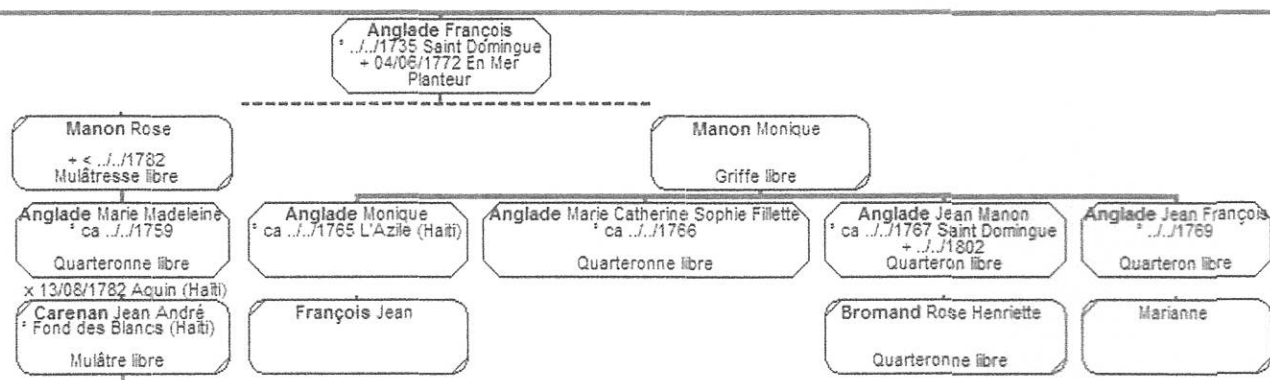 Anglade François
° ../../1735 Saint Domingue
+ 04/06/1772 En Mer
Planteur
Manon Rose
+ < ../../1782
Mulâtresse libre
Manon Monique
Griffe libre
Anglade Marie Madeleine
° ca ../../1759
Quarteronne libre
x 13/08/1782 Aquin (Haïti)
Anglade Monique
° ca ../../1765 L'Azile (Haïti)
Anglade Marie Catherine Sophie Fillette
° ca ../../1766
Quarteronne libre
Anglade Jean Manon
° ca ../../1767 Saint Domingue
+ ../../1802
Quarteron libre
Anglade Jean François
° ../../1769
Quarteron libre
Carenan Jean André
° Fond des Blancs (Haïti)
Mulâtre libre
François Jean
Bromand Rose Henriette
Quarteronne libre
Marianne